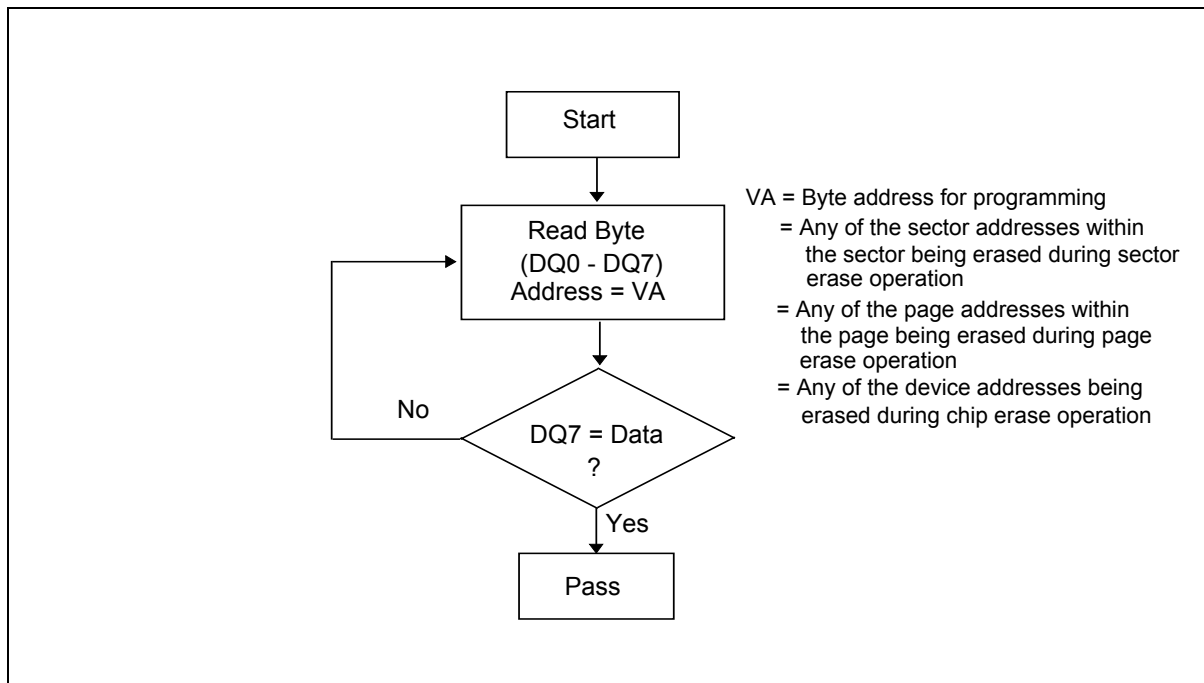 Start
Read Byte
(DQ0 - DQ7)
Address = VA
No
DQ7 = Data
?
Yes
Pass
VA = Byte address for programming
= Any of the sector addresses within
the sector being erased during sector
erase operation
= Any of the page addresses within
the page being erased during page
erase operation
= Any of the device addresses being
erased during chip erase operation